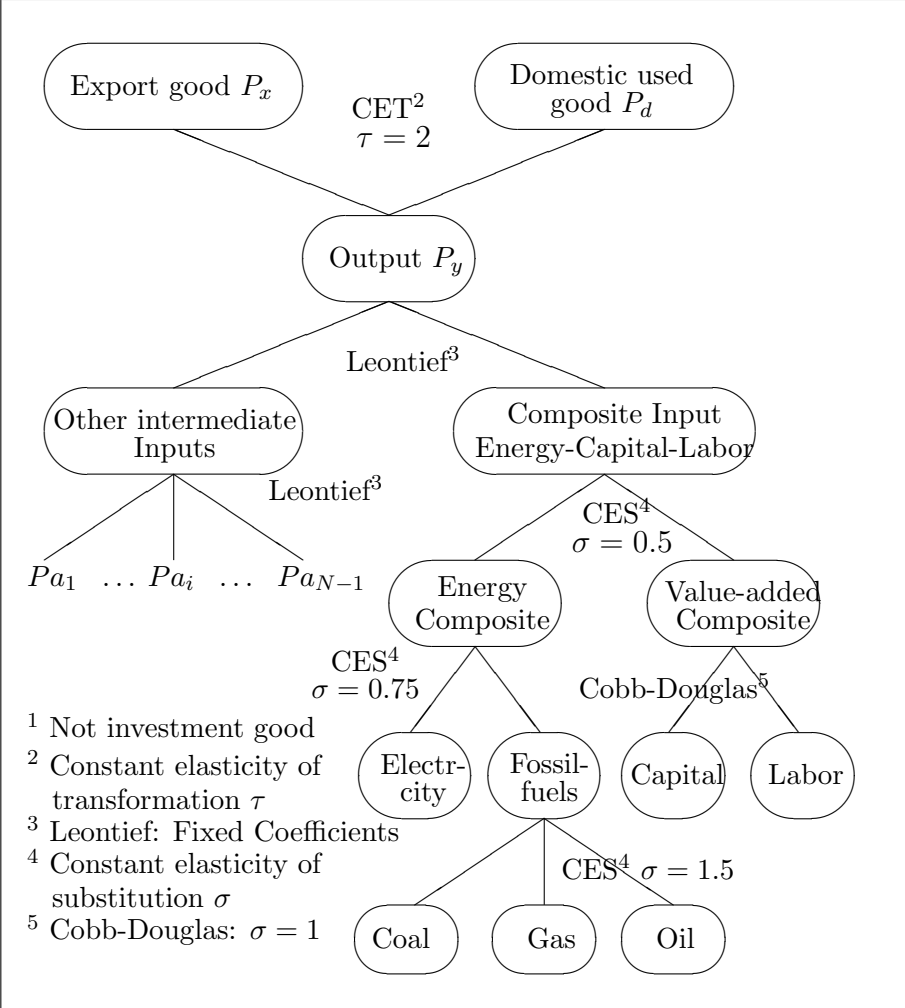 Export good Pₓ
Domestic used
good P_d
CET²
τ = 2
Output P_y
Leontief³
Other intermediate
Inputs
Composite Input
Energy-Capital-Labor
Leontief³
CES⁴
σ = 0.5
Pa₁ ... Paᵢ ... Pa_{N−1}
Energy
Composite
Value-added
Composite
CES⁴
σ = 0.75
Cobb-Douglas⁵
Electr-
city
Fossil-
fuels
Capital
Labor
CES⁴ σ = 1.5
Coal
Gas
Oil
¹ Not investment good
² Constant elasticity of
transformation τ
³ Leontief: Fixed Coefficients
⁴ Constant elasticity of
substitution σ
⁵ Cobb-Douglas: σ = 1